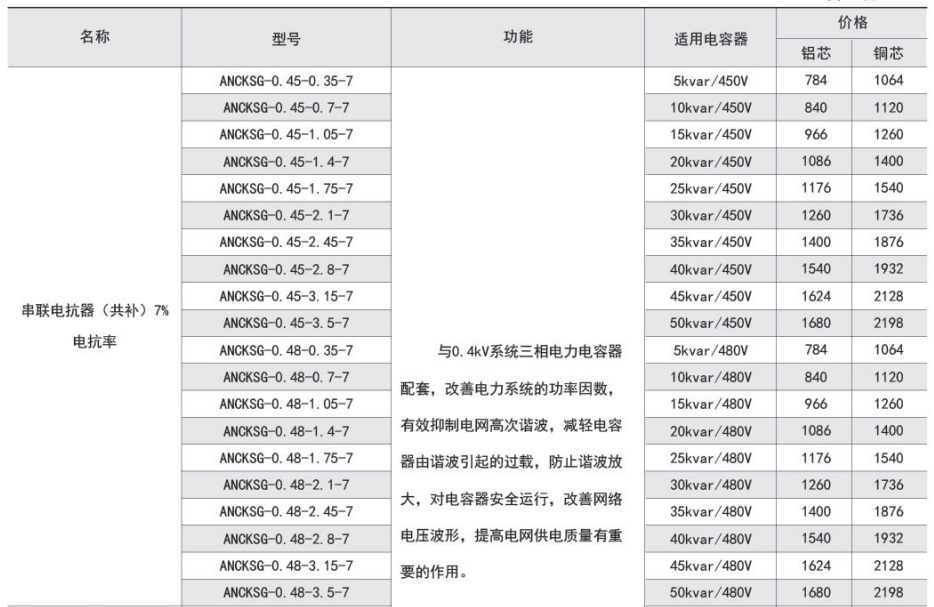 名称 型号 功能 适用电容器 价格
铝芯 铜芯
ANCKSG-0.45-0.35-7 5kvar/450V 784 1064
ANCKSG-0.45-0.7-7 10kvar/450V 840 1120
ANCKSG-0.45-1.05-7 15kvar/450V 966 1260
ANCKSG-0.45-1.4-7 20kvar/450V 1086 1400
ANCKSG-0.45-1.75-7 25kvar/450V 1176 1540
ANCKSG-0.45-2.1-7 30kvar/450V 1260 1736
ANCKSG-0.45-2.45-7 35kvar/450V 1400 1876
ANCKSG-0.45-2.8-7 40kvar/450V 1540 1932
ANCKSG-0.45-3.15-7 45kvar/450V 1624 2128
串联电抗器（共补）7%
电抗率
ANCKSG-0.45-3.5-7 50kvar/450V 1680 2198
ANCKSG-0.48-0.35-7 5kvar/480V 784 1064
ANCKSG-0.48-0.7-7 10kvar/480V 840 1120
ANCKSG-0.48-1.05-7 15kvar/480V 966 1260
ANCKSG-0.48-1.4-7 20kvar/480V 1086 1400
ANCKSG-0.48-1.75-7 25kvar/480V 1176 1540
ANCKSG-0.48-2.1-7 30kvar/480V 1260 1736
ANCKSG-0.48-2.45-7 35kvar/480V 1400 1876
ANCKSG-0.48-2.8-7 40kvar/480V 1540 1932
ANCKSG-0.48-3.15-7 45kvar/480V 1624 2128
ANCKSG-0.48-3.5-7 50kvar/480V 1680 2198
与0.4kV系统三相电力电容器
配套，改善电力系统的功率因数，
有效抑制电网高次谐波，减轻电容
器由谐波引起的过载，防止谐波放
大，对电容器安全运行，改善网络
电压波形，提高电网供电质量有重
要的作用。